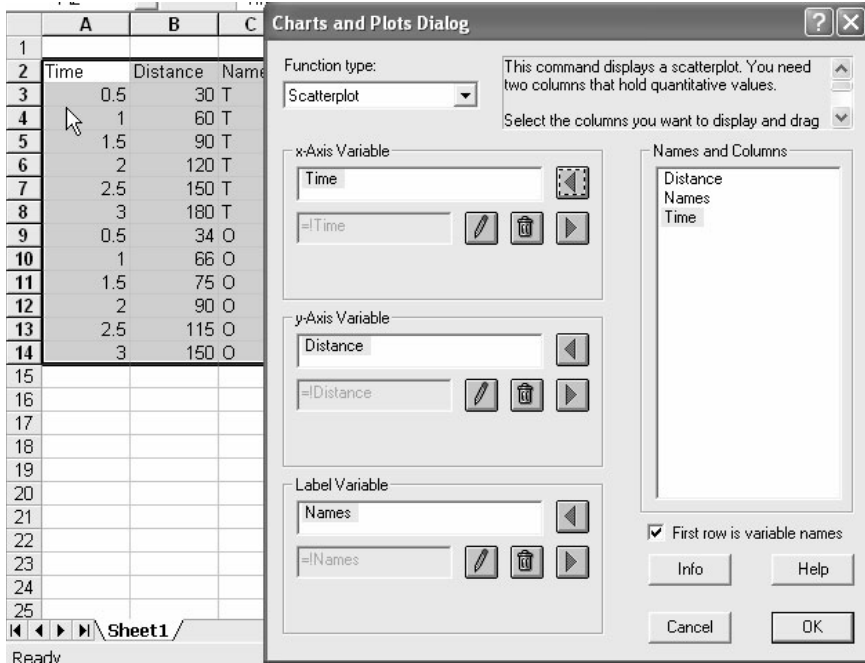 A B C
1
2 Time Distance Name
3 0.5 30 T
4 1 60 T
5 1.5 90 T
6 2 120 T
7 2.5 150 T
8 3 180 T
9 0.5 34 O
10 1 66 O
11 1.5 75 O
12 2 90 O
13 2.5 115 O
14 3 150 O
15
16
17
18
19
20
21
22
23
24
25
Sheet1
Ready
Charts and Plots Dialog
Function type:
Scatterplot
This command displays a scatterplot. You need
two columns that hold quantitative values.
Select the columns you want to display and drag
x-Axis Variable
Time
=!Time
y-Axis Variable
Distance
=!Distance
Label Variable
Names
=!Names
Names and Columns
Distance
Names
Time
First row is variable names
Info Help
Cancel OK